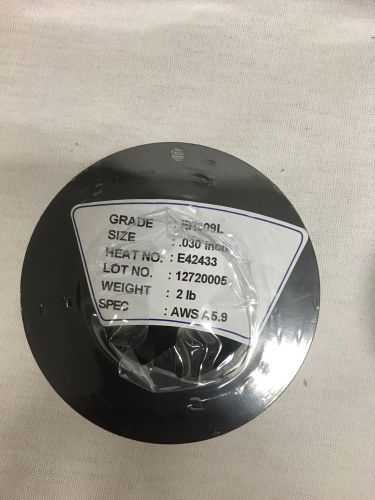 GRADE : ER309L
SIZE : .030 inch
HEAT NO. : E42433
LOT NO. : 12720005
WEIGHT : 2 lb
SPEC : AWS A5.9